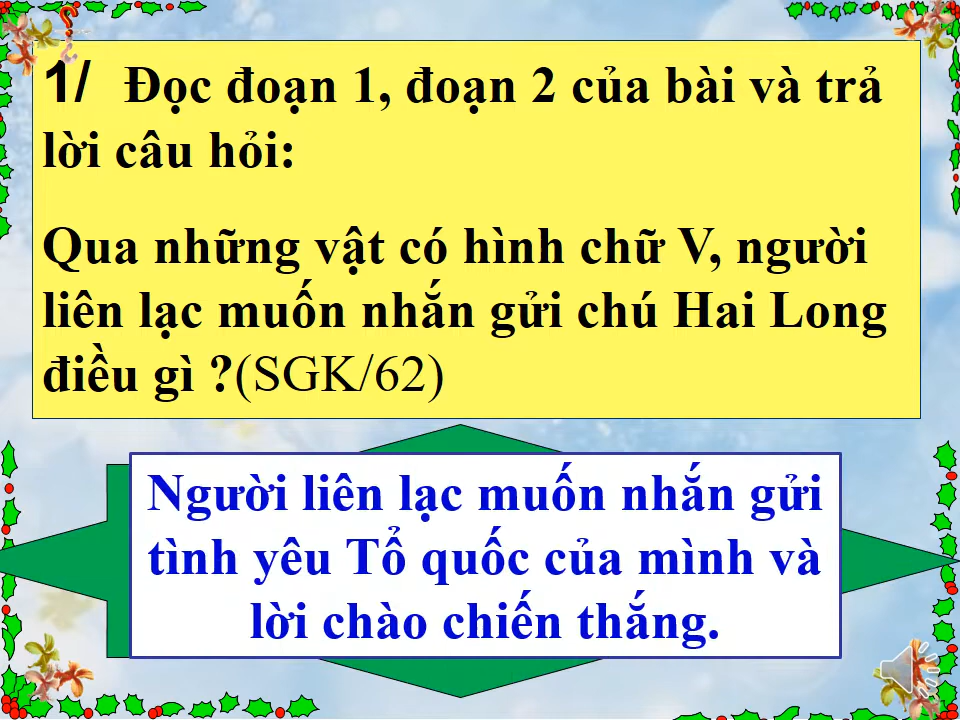 1/ Đọc đoạn 1, đoạn 2 của bài và trả
lời câu hỏi:
Qua những vật có hình chữ V, người
liên lạc muốn nhắn gửi chú Hai Long
điều gì ?(SGK/62)
Người liên lạc muốn nhắn gửi
tình yêu Tổ quốc của mình và
lời chào chiến thắng.